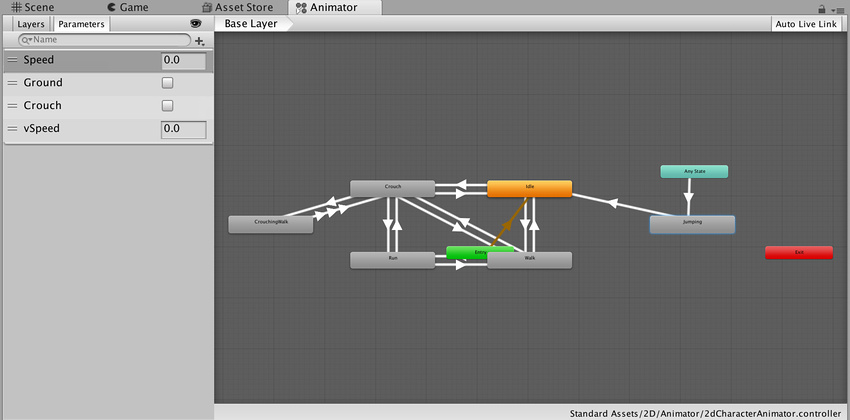 Scene Game Asset Store Animator
Layers Parameters Base Layer Auto Live Link
Name
Speed 0.0
Ground
Crouch
vSpeed 0.0
Any State
Crouch Idle
CrouchingWalk Jumping
Run Entry Walk Exit
Standard Assets/2D/Animator/2dCharacterAnimator.controller